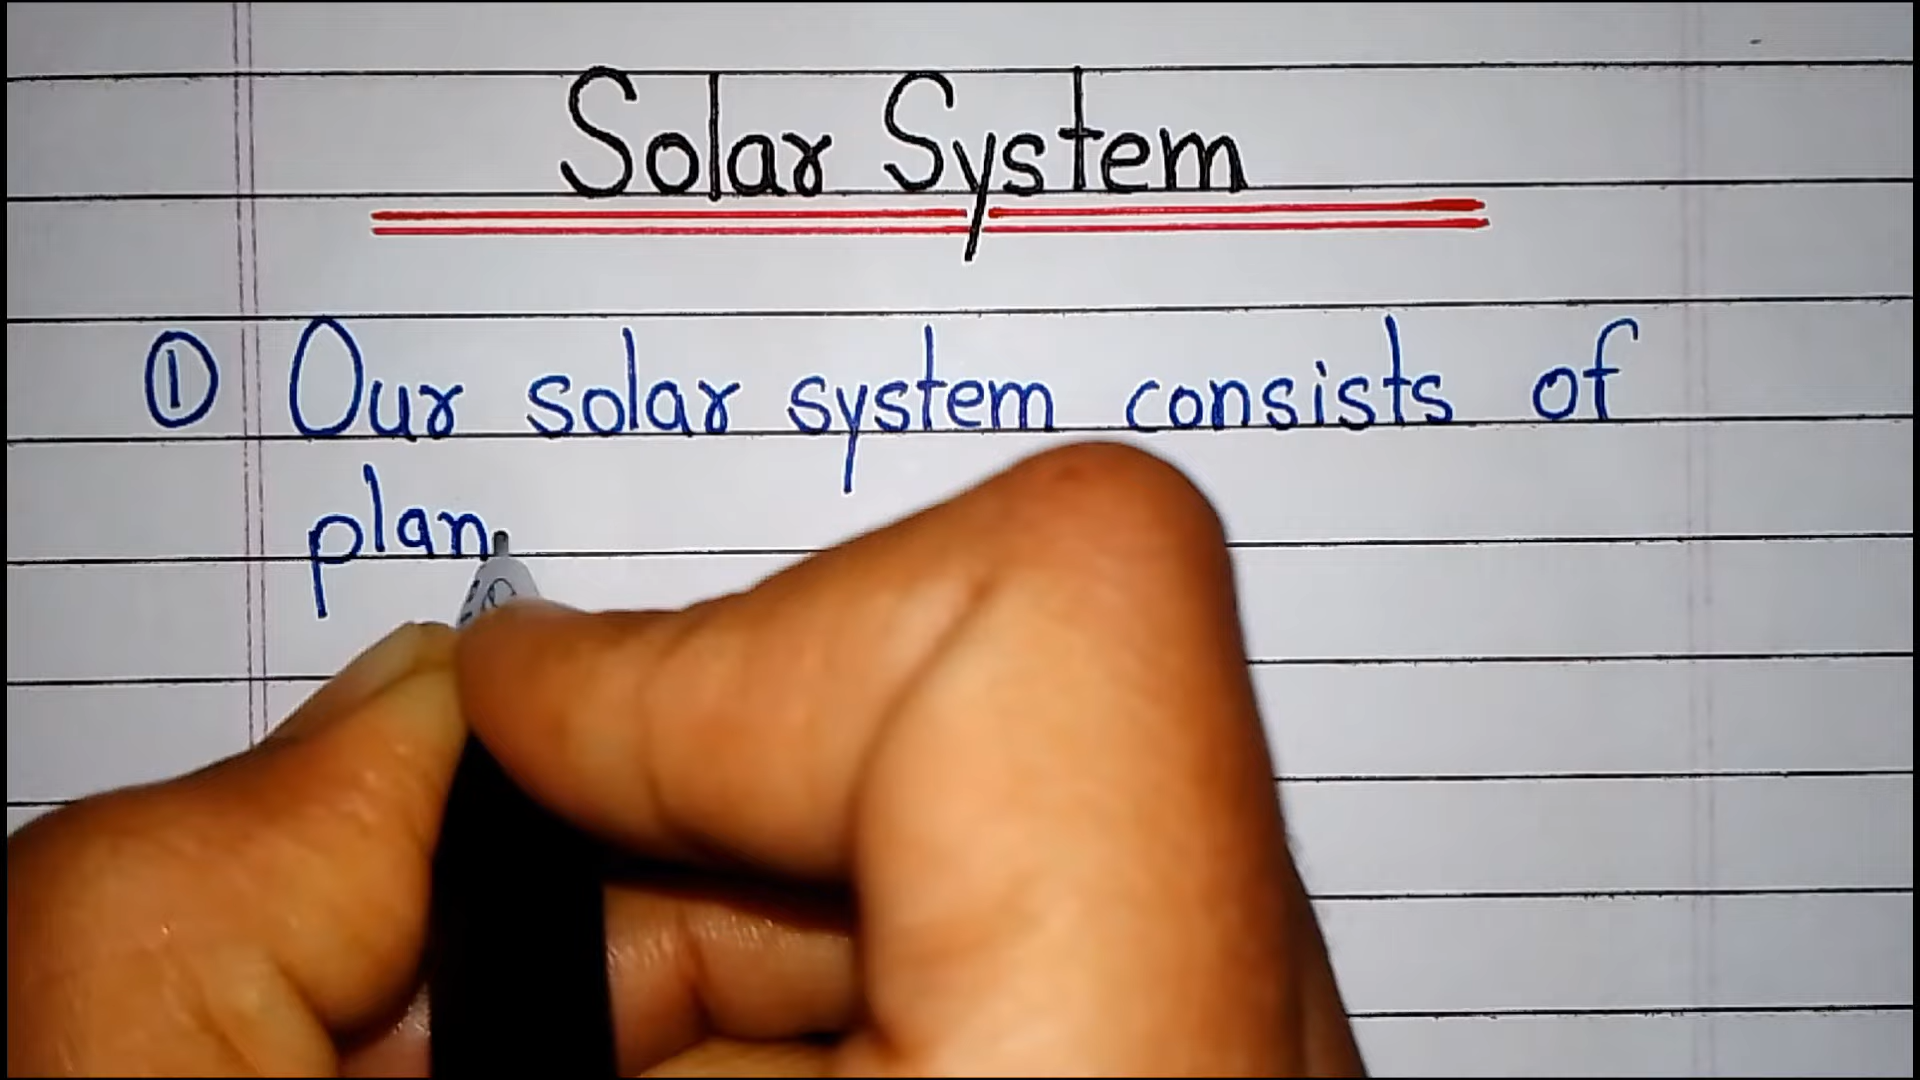 Solar System
① Our solar system consists of
plan